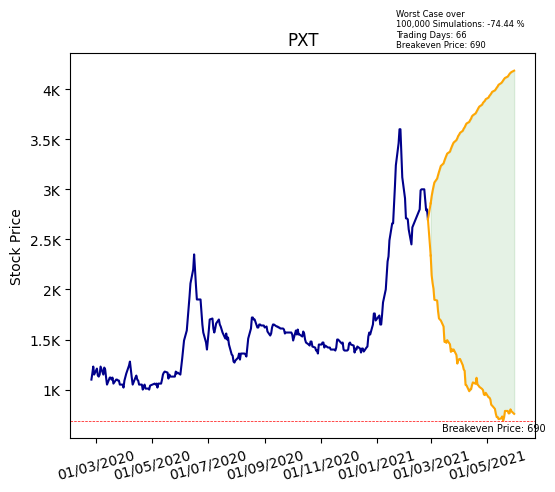 Worst Case over
100,000 Simulations: -74.44 %
Trading Days: 66
Breakeven Price: 690
PXT
Stock Price
4K
3.5K
3K
2.5K
2K
1.5K
1K
Breakeven Price: 690
01/03/2020
01/05/2020
01/07/2020
01/09/2020
01/11/2020
01/01/2021
01/03/2021
01/05/2021